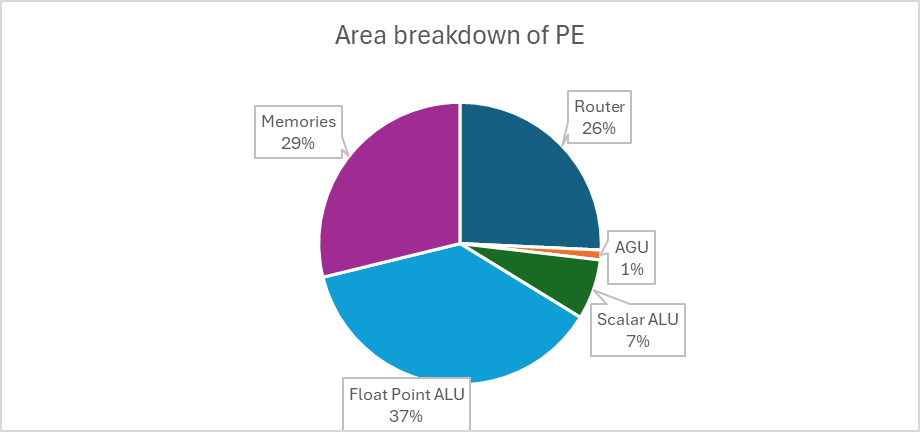 Area breakdown of PE
Router
26%
Memories
29%
AGU
1%
Scalar ALU
7%
Float Point ALU
37%